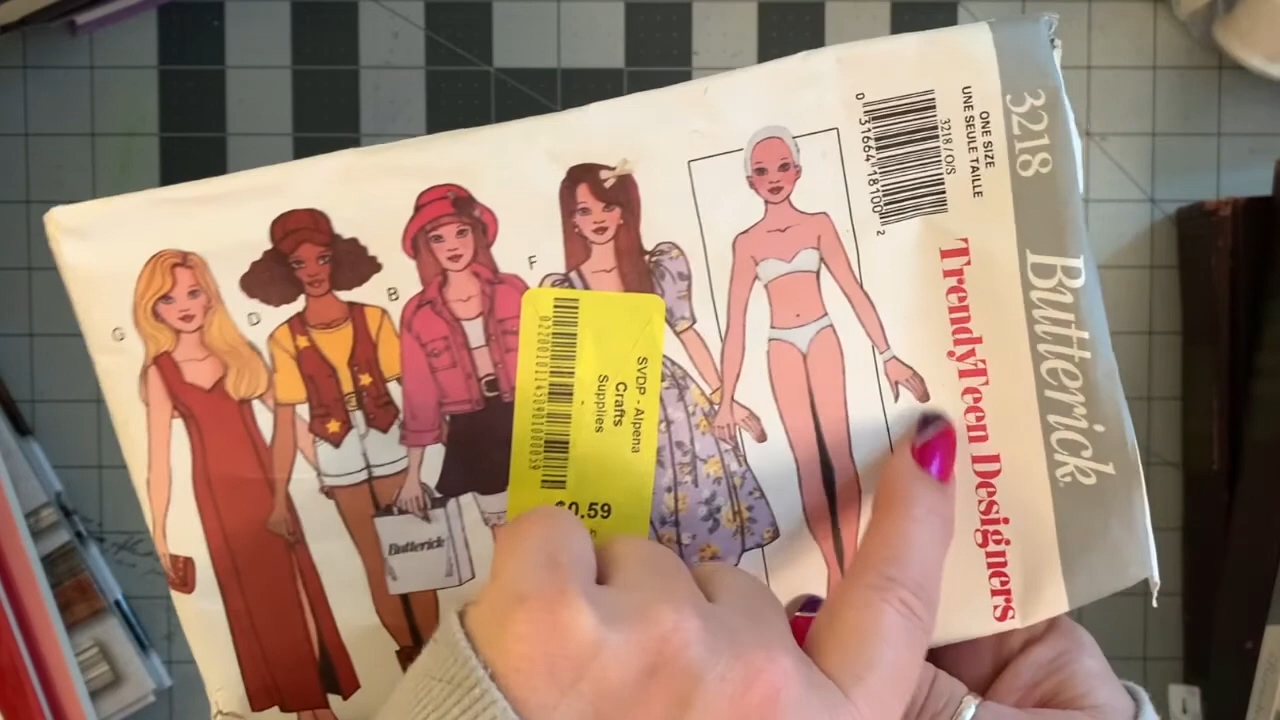 3218
Butterick®
TrendyTeen Designers
ONE SIZE
UNE SEULE TAILLE
3218 / O/S
0 31664 18100 2
G
D
B
F
Butterick
SVDP - Alpena
Crafts
Supplies
$0.59